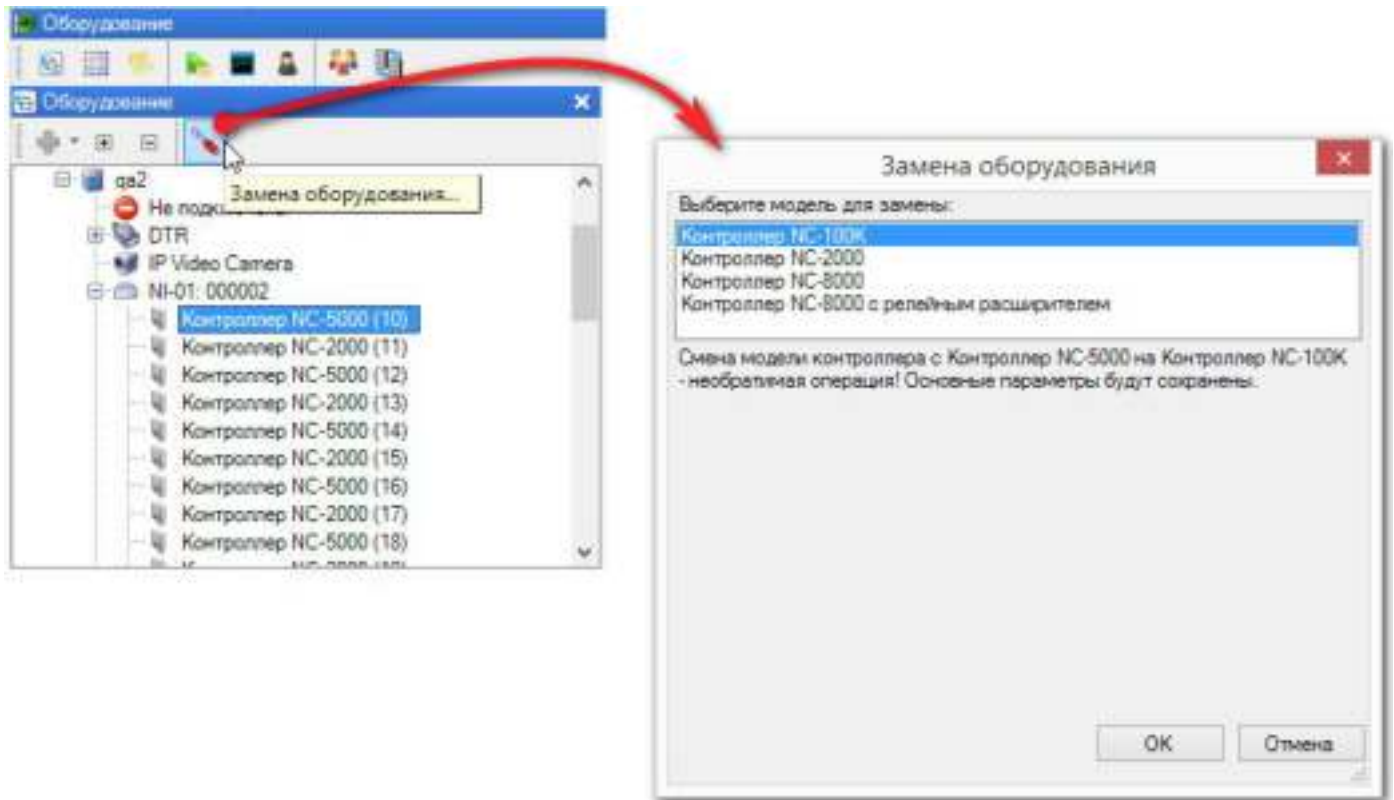 Оборудование
Оборудование
qa2
Замена оборудования...
Не
DTR
IP Video Camera
NI-01: 000002
Контроллер NC-5000 (10)
Контроллер NC-2000 (11)
Контроллер NC-5000 (12)
Контроллер NC-2000 (13)
Контроллер NC-5000 (14)
Контроллер NC-2000 (15)
Контроллер NC-5000 (16)
Контроллер NC-2000 (17)
Контроллер NC-5000 (18)
Замена оборудования
Выберите модель для замены:
Контроллер NC-100K
Контроллер NC-2000
Контроллер NC-8000
Контроллер NC-8000 с релейным расширителем
Смена модели контроллера с Контроллер NC-5000 на Контроллер NC-100K
- необратимая операция! Основные параметры будут сохранены.
OK
Отмена